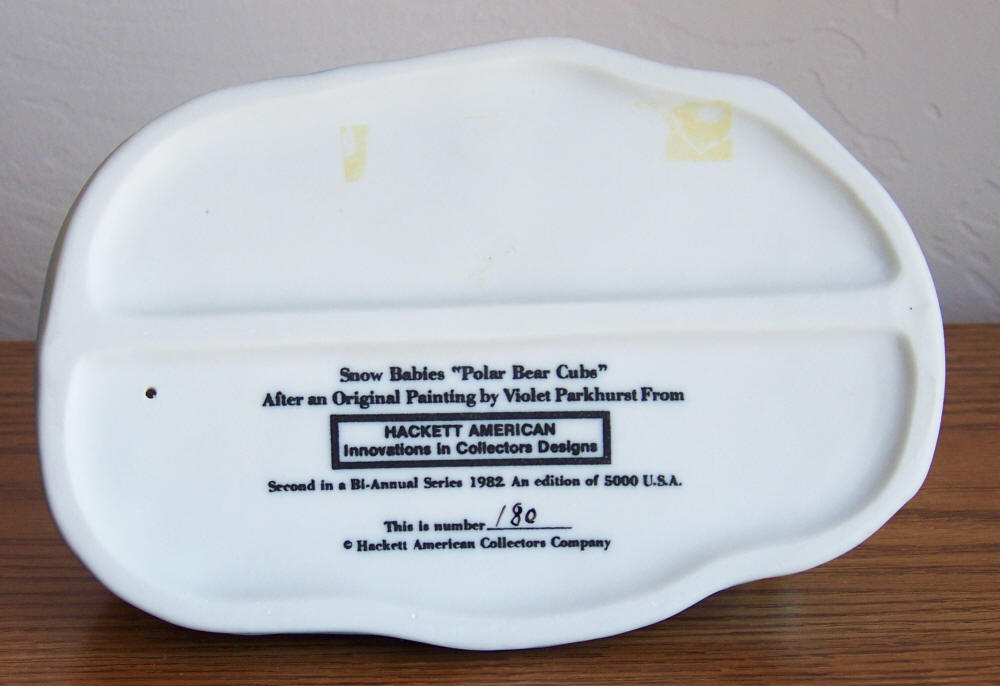 Snow Babies "Polar Bear Cubs"
After an Original Painting by Violet Parkhurst From
HACKETT AMERICAN
Innovations in Collectors Designs
Second in a Bi-Annual Series 1982 An edition of 5000 U.S.A.
This is number 180
© Hackett American Collectors Company